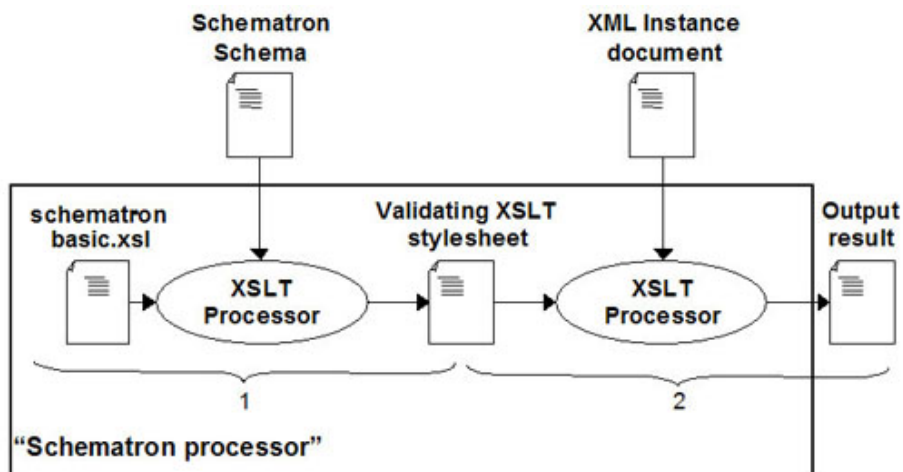 Schematron
Schema
XML Instance
document
schematron
basic.xsl
Validating XSLT
stylesheet
Output
result
XSLT
Processor
XSLT
Processor
1
2
“Schematron processor”